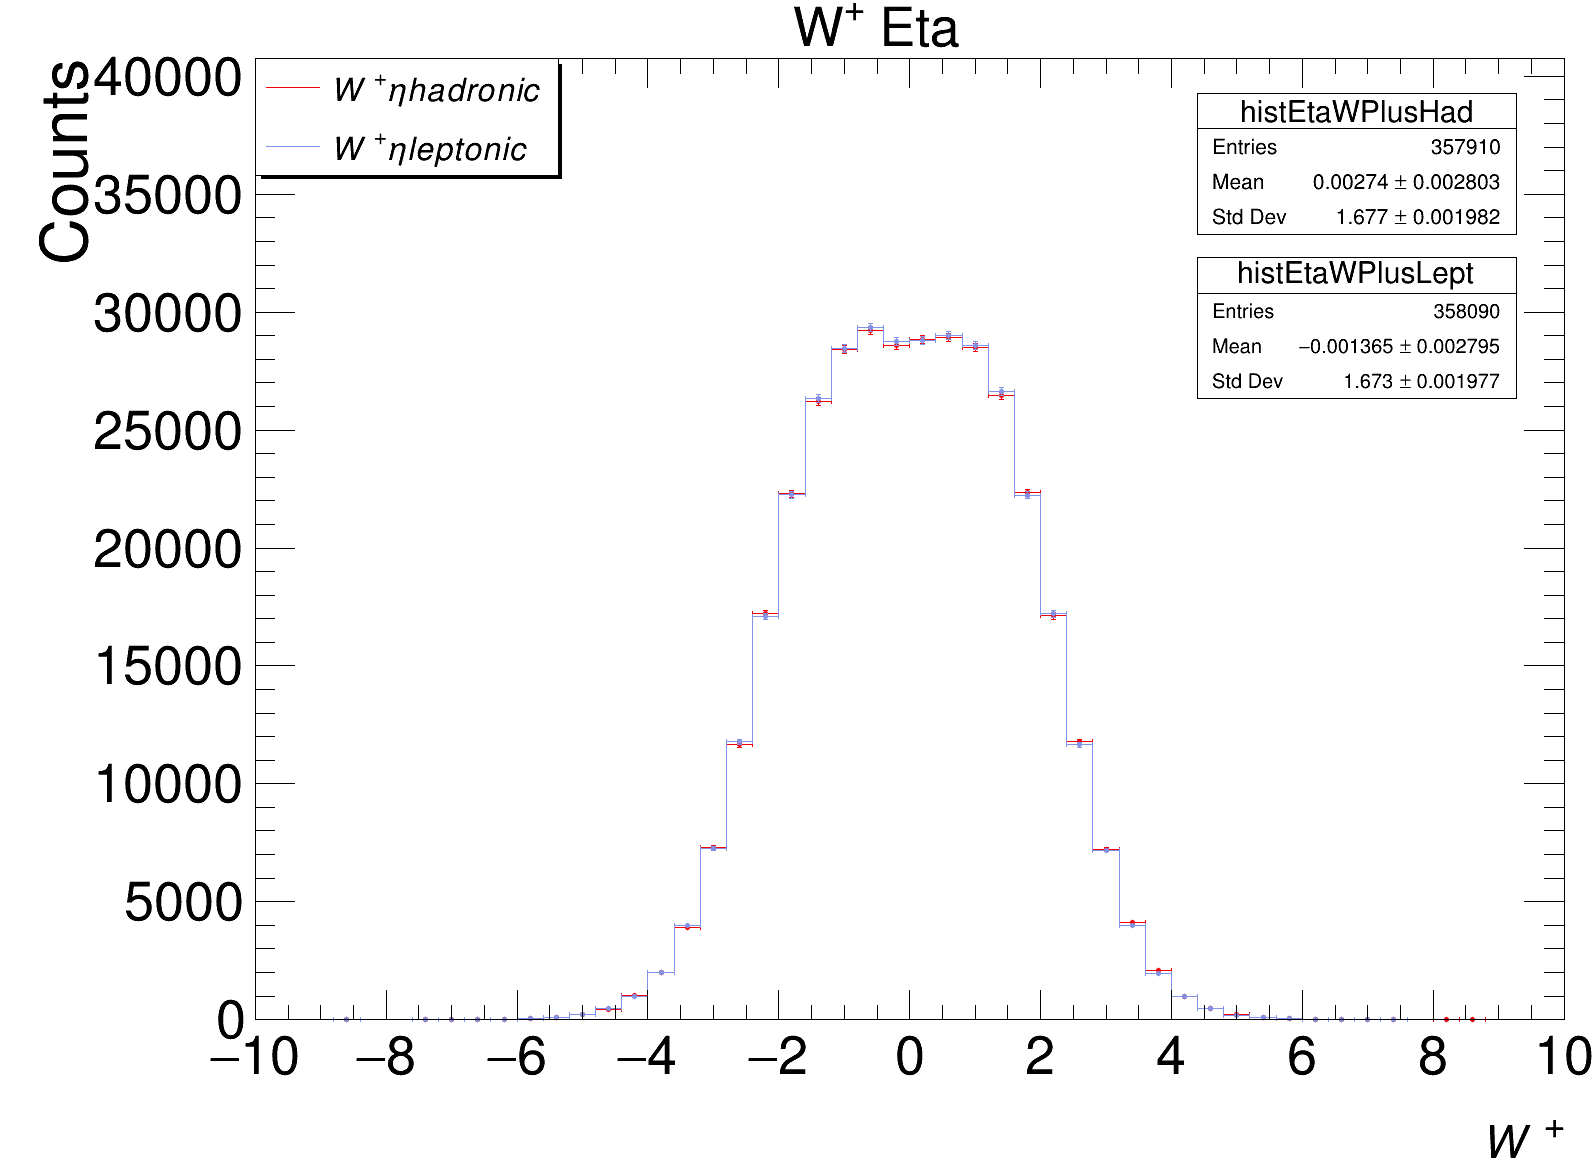 W+ Eta
Counts
40000
35000
30000
25000
20000
15000
10000
5000
0
W +ηhadronic
W +ηleptonic
histEtaWPlusHad
Entries 357910
Mean 0.00274 ± 0.002803
Std Dev 1.677 ± 0.001982
histEtaWPlusLept
Entries 358090
Mean −0.001365 ± 0.002795
Std Dev 1.673 ± 0.001977
−10 −8 −6 −4 −2 0 2 4 6 8 10
W +